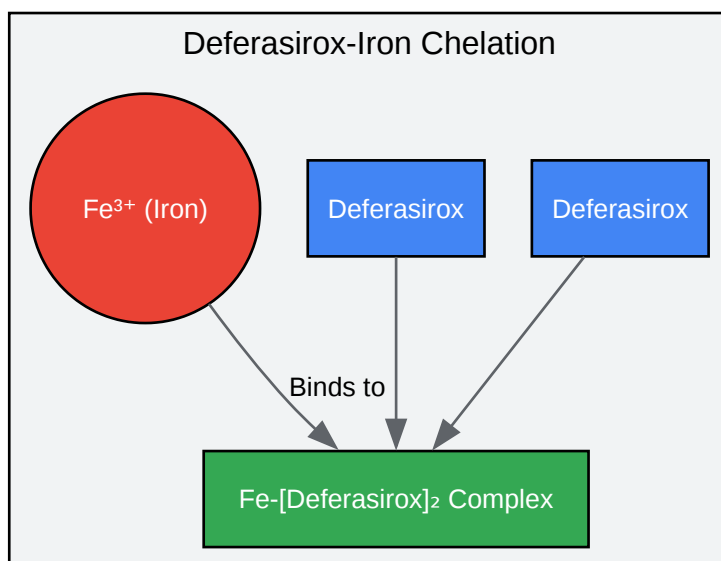 Deferasirox-Iron Chelation
Fe³⁺ (Iron)
Deferasirox
Deferasirox
Binds to
Fe-[Deferasirox]₂ Complex